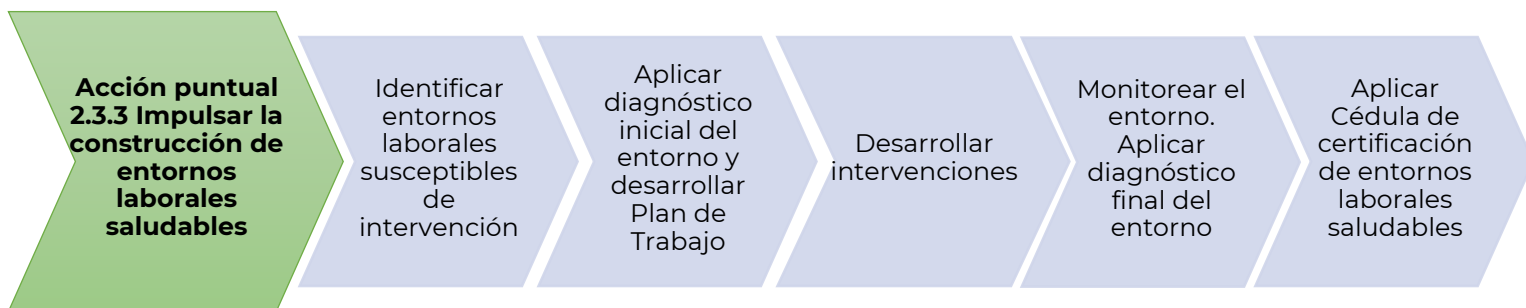 Acción puntual
2.3.3 Impulsar la
construcción de
entornos
laborales
saludables
Identificar
entornos
laborales
susceptibles
de
intervención
Aplicar
diagnóstico
inicial del
entorno y
desarrollar
Plan de
Trabajo
Desarrollar
intervenciones
Monitorear el
entorno.
Aplicar
diagnóstico
final del
entorno
Aplicar
Cédula de
certificación
de entornos
laborales
saludables